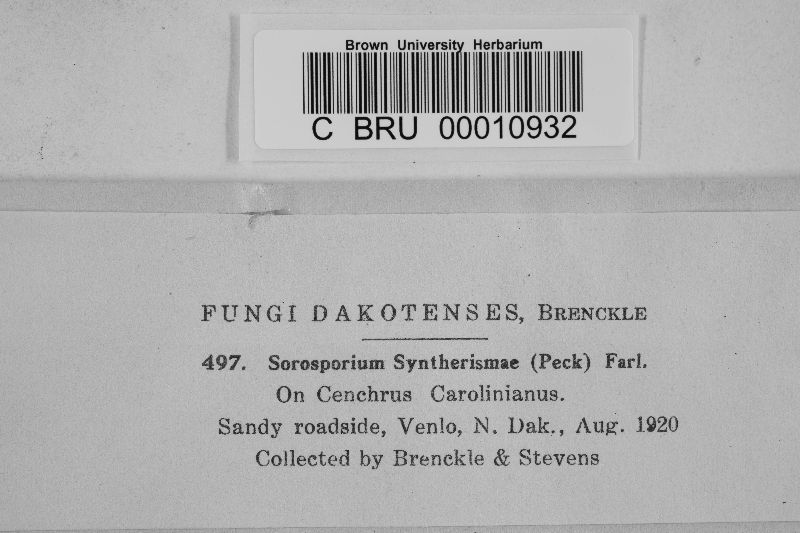 Brown University Herbarium
C BRU 00010932
FUNGI DAKOTENSES, BRENCKLE
497. Sorosporium Syntherismae (Peck) Farl.
On Cenchrus Carolinianus.
Sandy roadside, Venlo, N. Dak., Aug. 1920
Collected by Brenckle & Stevens